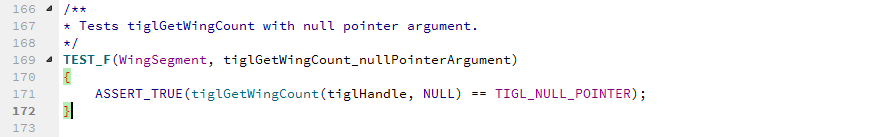 166 /**
167 * Tests tiglGetWingCount with null pointer argument.
168 */
169 TEST_F(WingSegment, tiglGetWingCount_nullPointerArgument)
170 {
171     ASSERT_TRUE(tiglGetWingCount(tiglHandle, NULL) == TIGL_NULL_POINTER);
172 }
173